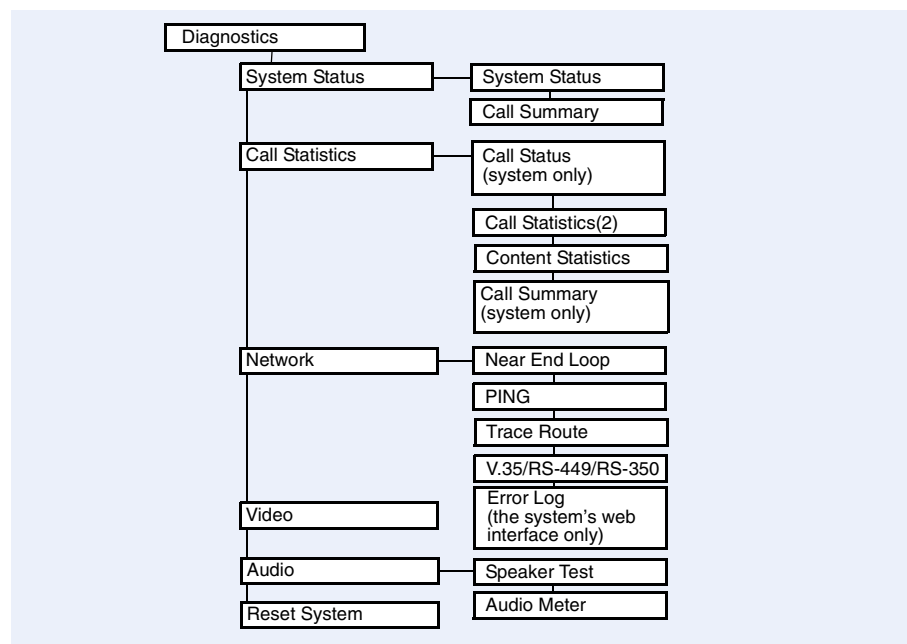 Diagnostics
System Status
System Status
Call Summary
Call Statistics
Call Status
(system only)
Call Statistics(2)
Content Statistics
Call Summary
(system only)
Network
Near End Loop
PING
Trace Route
V.35/RS-449/RS-350
Error Log
(the system's web
interface only)
Video
Audio
Speaker Test
Audio Meter
Reset System